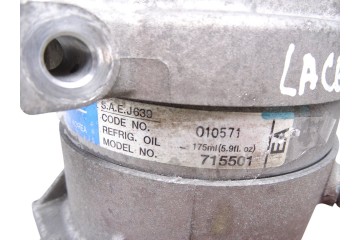 LACE
S.A.E.J639
CODE NO. 010571
REFRIG. OIL 175ml(5.9fl. oz)
MODEL NO. 715501
EA